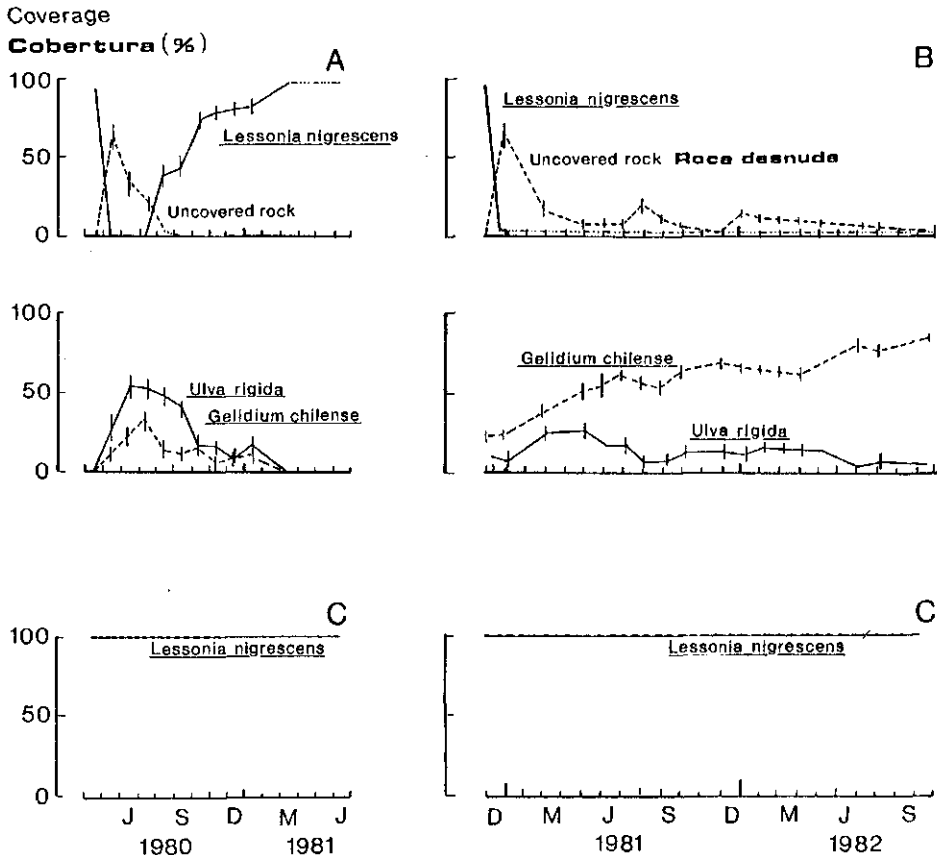 Coverage
Cobertura (%)
A
B
100
50
0
Lessonia nigrescens
Uncovered rock
Lessonia nigrescens
Uncovered rock Roca desnuda
100
50
0
Ulva rigida
Gelidium chilense
Gelidium chilense
Ulva rigida
C
C
100
50
0
Lessonia nigrescens
Lessonia nigrescens
J S D M J
1980 1981
D M J S D M J S
1981 1982